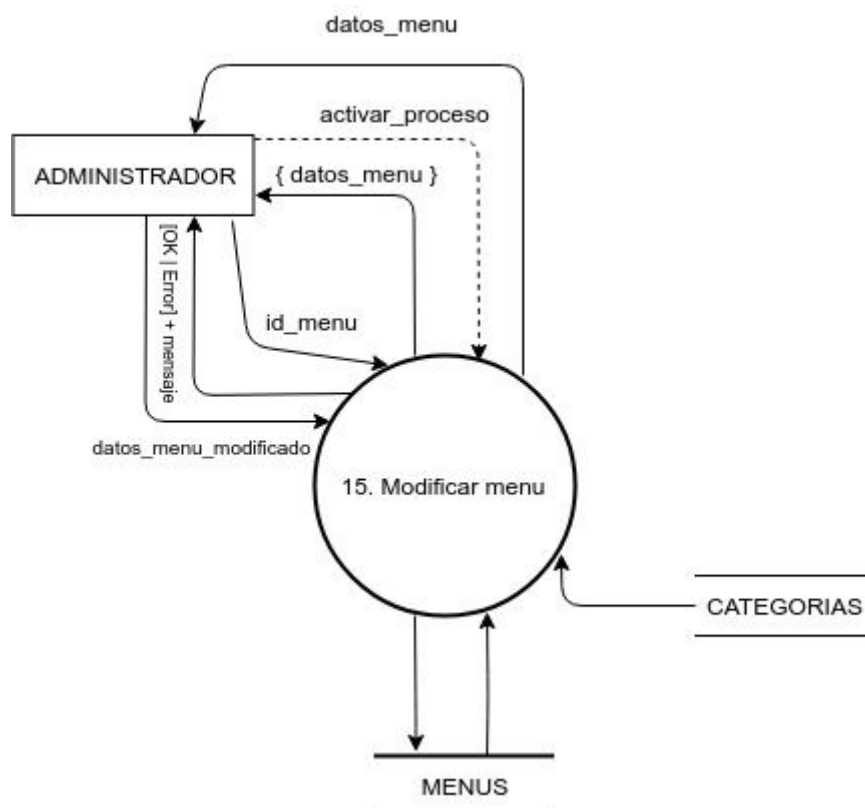 datos_menu
activar_proceso
ADMINISTRADOR
{ datos_menu }
[OK | Error] + mensaje
id_menu
datos_menu_modificado
15. Modificar menu
CATEGORIAS
MENUS